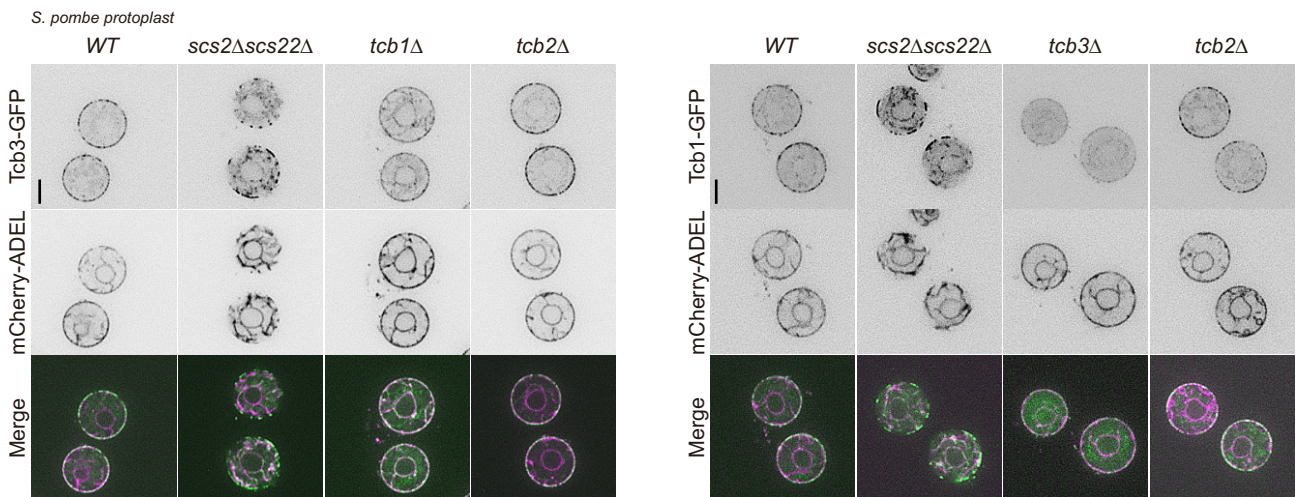 S. pombe protoplast
WT scs2Δscs22Δ tcb1Δ tcb2Δ
Tcb3-GFP
mCherry-ADEL
Merge
WT scs2Δscs22Δ tcb3Δ tcb2Δ
Tcb1-GFP
mCherry-ADEL
Merge